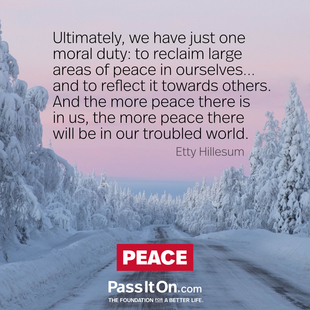 Ultimately, we have just one
moral duty: to reclaim large
areas of peace in ourselves...
and to reflect it towards others.
And the more peace there is
in us, the more peace there
will be in our troubled world.
Etty Hillesum
PEACE
PassItOn.com
THE FOUNDATION FOR A BETTER LIFE.